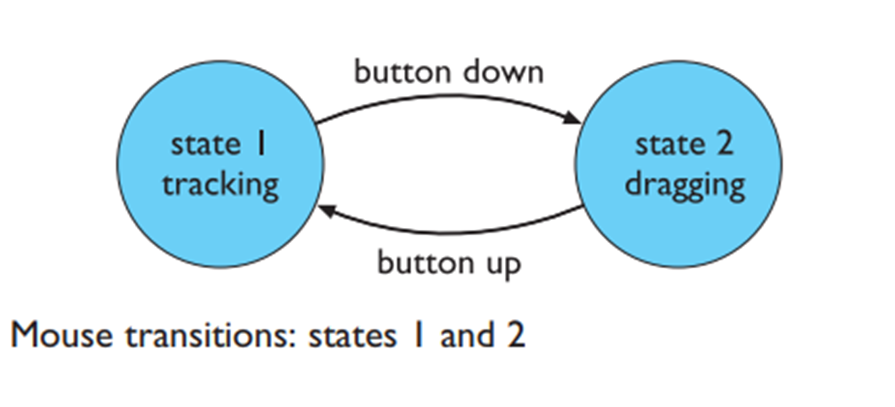 button down
state 1
tracking
state 2
dragging
button up
Mouse transitions: states 1 and 2